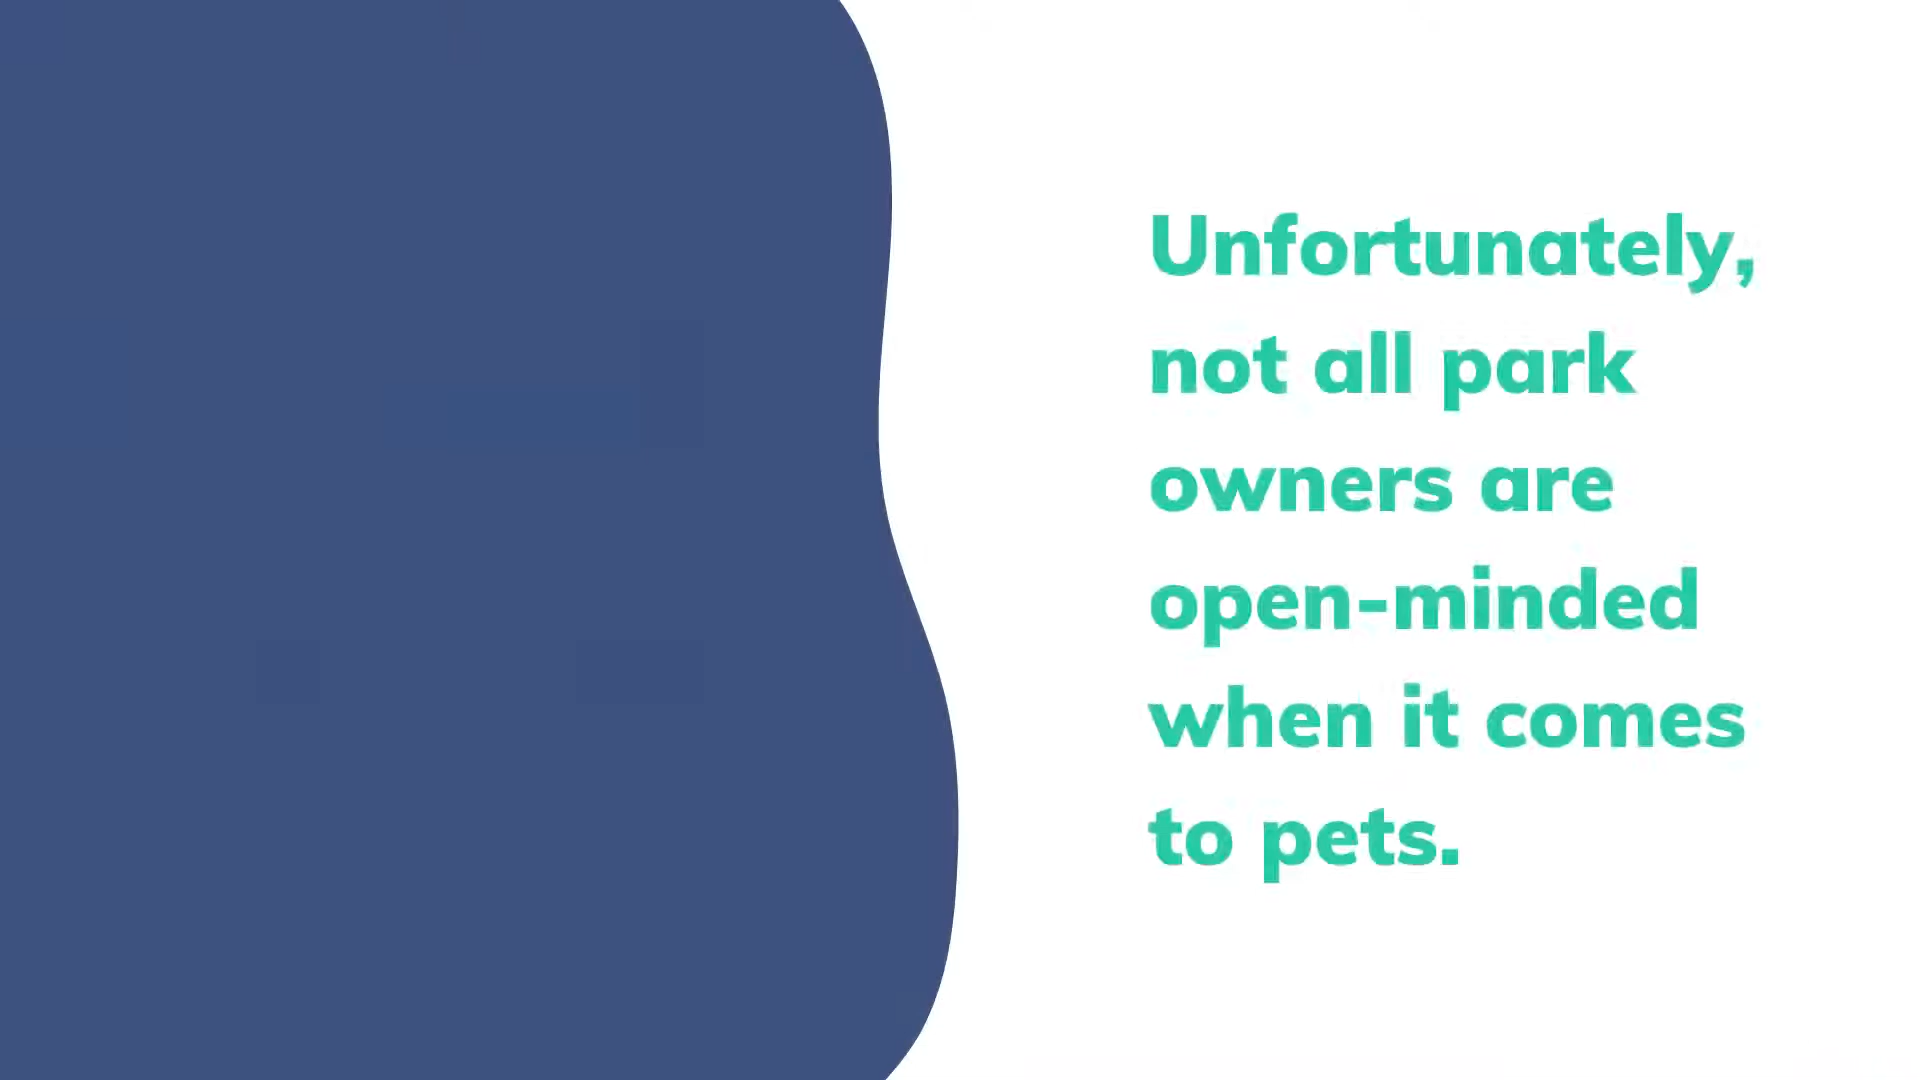 Unfortunately,
not all park
owners are
open-minded
when it comes
to pets.